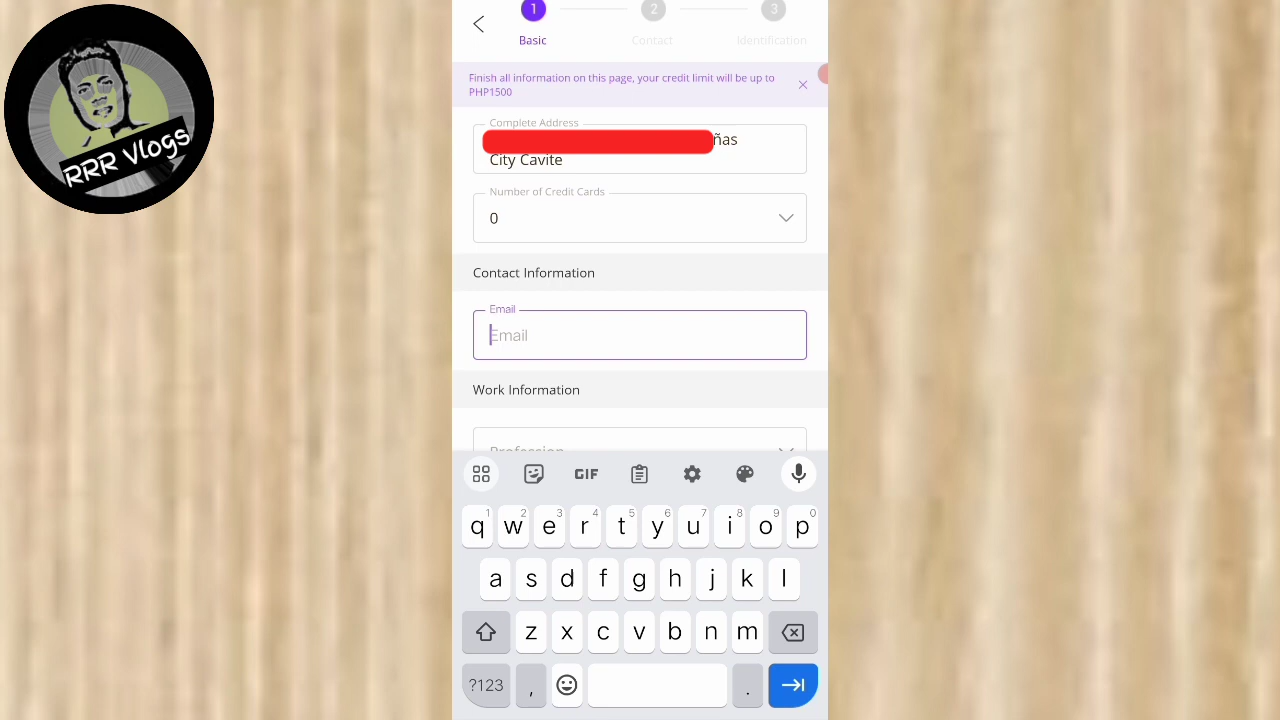 RRR Vlogs
1 2 3
Basic Contact Identification
Finish all information on this page, your credit limit will be up to
PHP1500
Complete Address
ñas
City Cavite
Number of Credit Cards
0
Contact Information
Email
Email
Work Information
Profession
GIF
1 2 3 4 5 6 7 8 9 0
q w e r t y u i o p
a s d f g h j k l
z x c v b n m
?123 , .